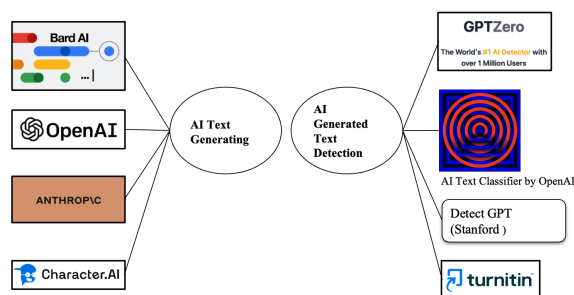 Bard AI
... |
OpenAI
ANTHROP\C
Character.AI
AI Text
Generating
AI
Generated
Text
Detection
GPTZero
The World's #1 AI Detector with
over 1 Million Users
AI Text Classifier by OpenAI
Detect GPT
(Stanford )
turnitin